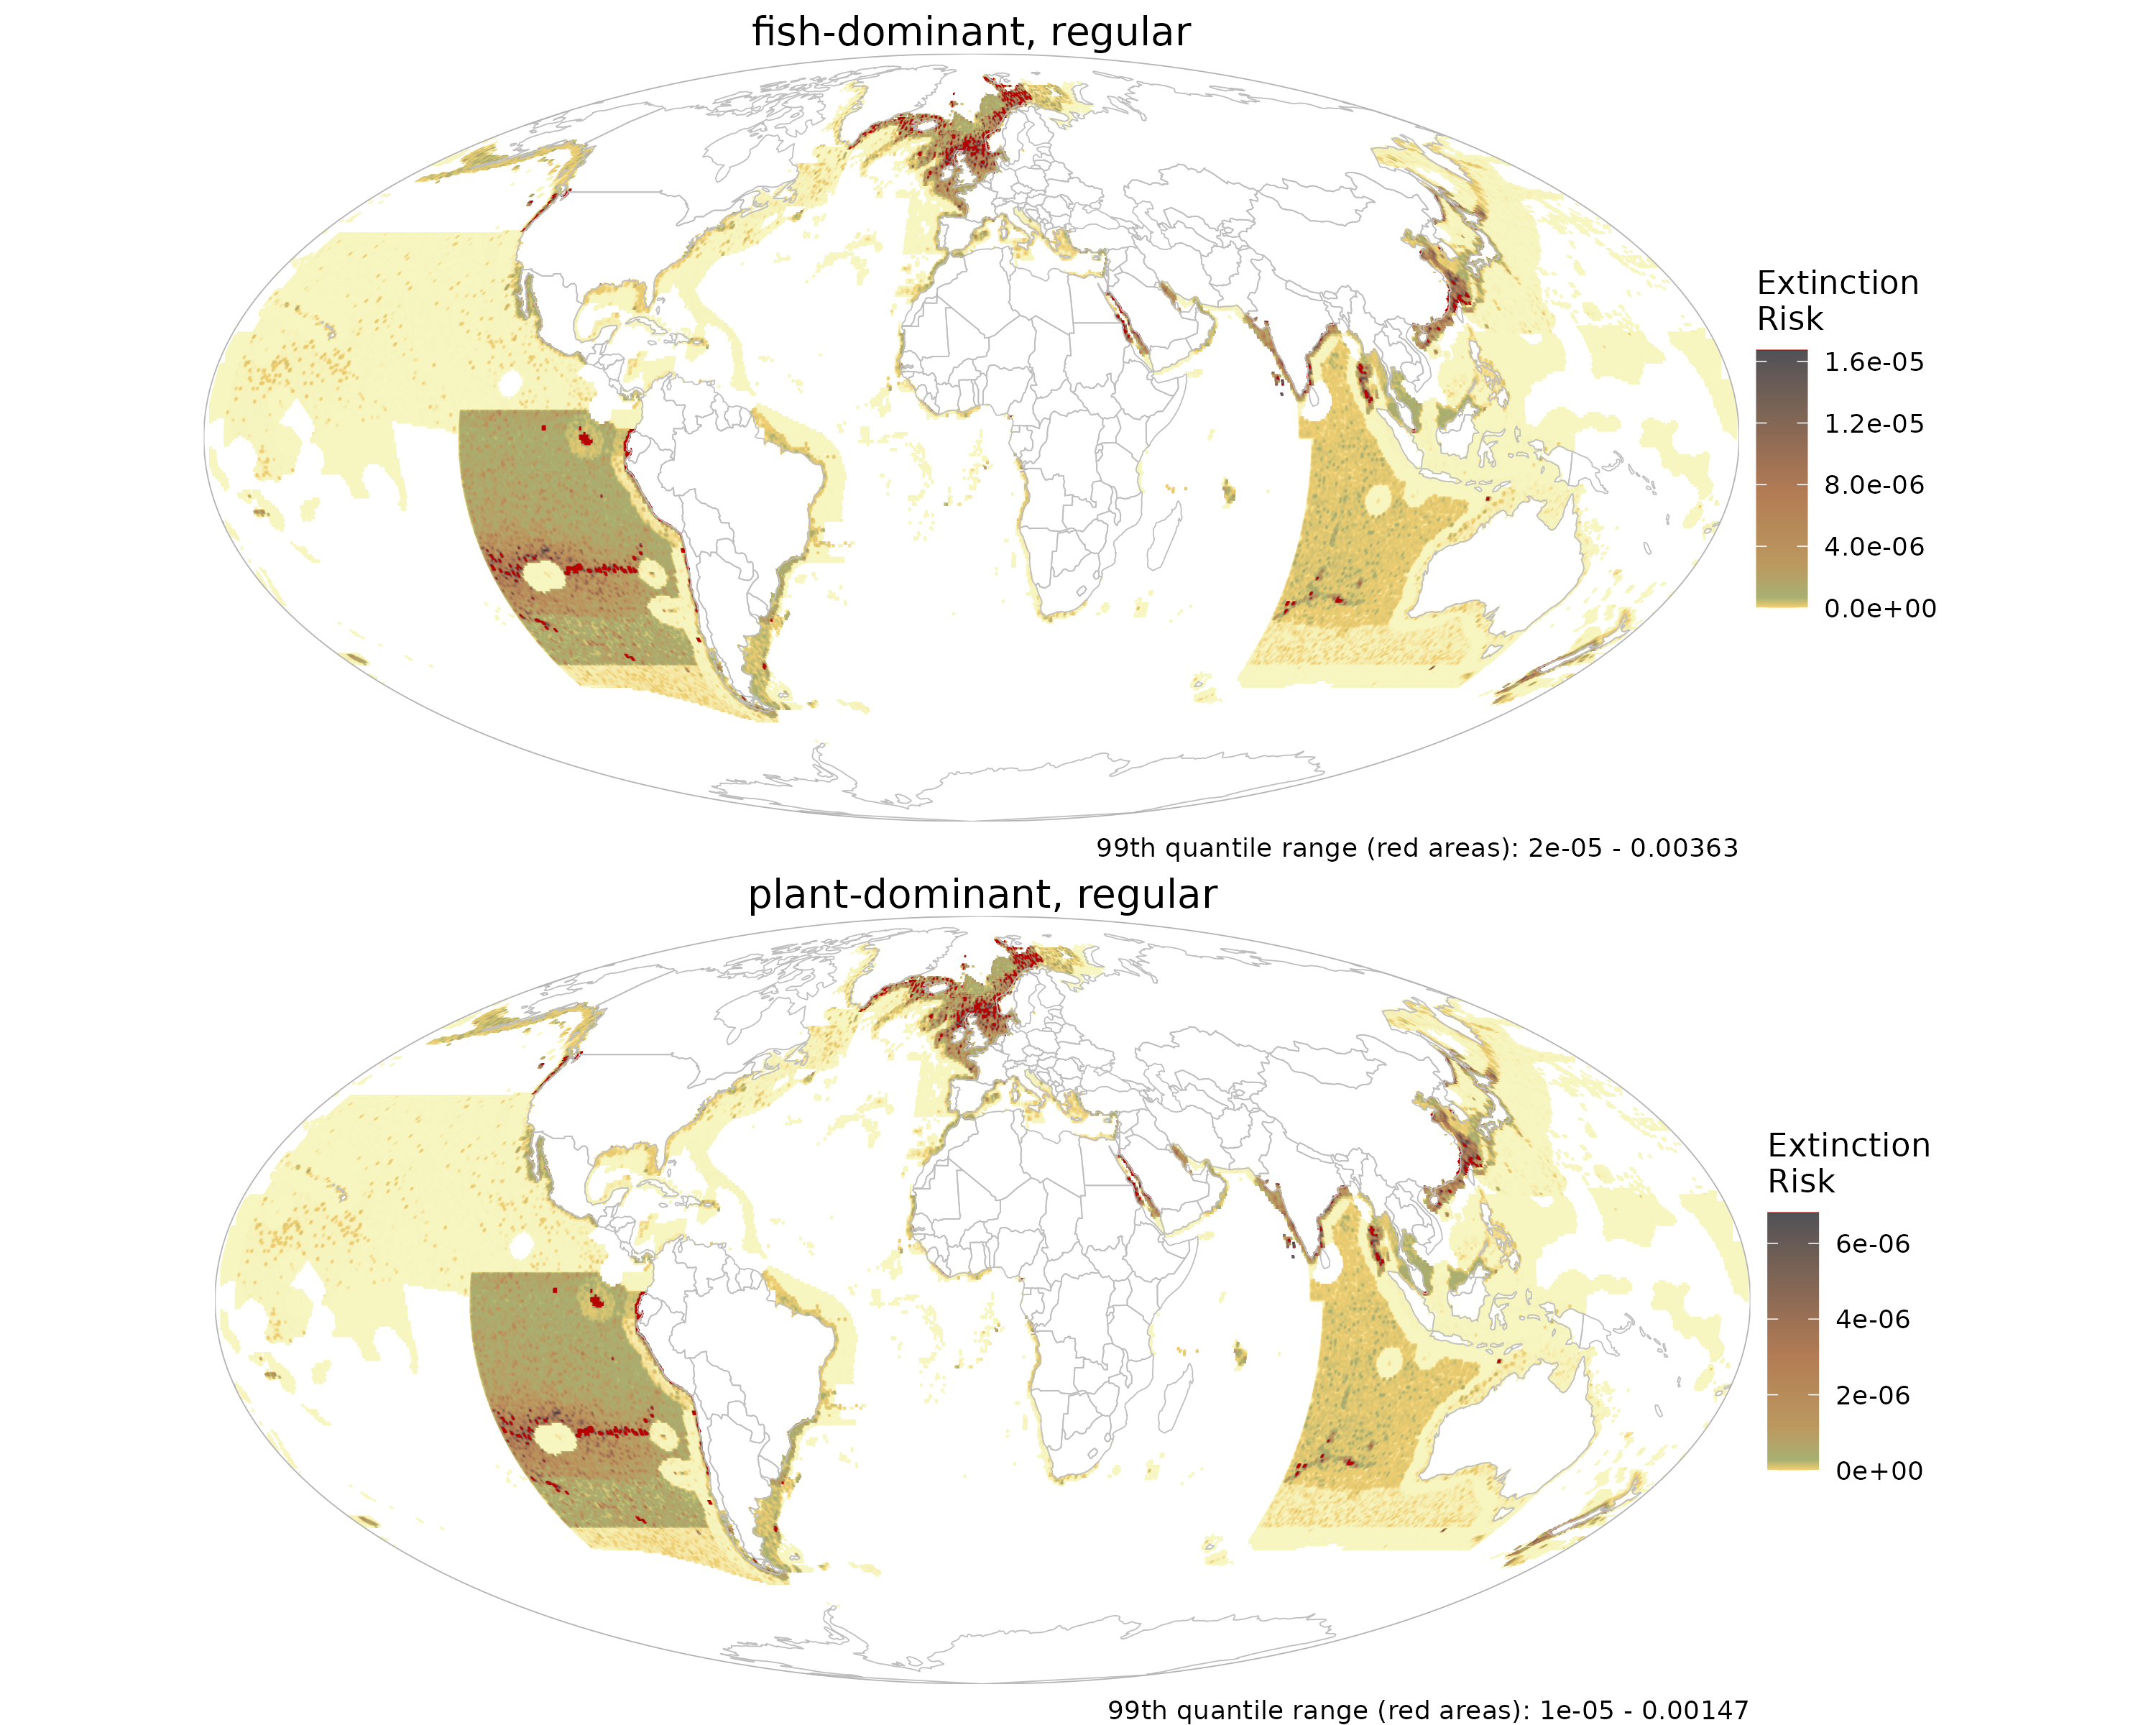 fish-dominant, regular
Extinction
Risk
1.6e-05
1.2e-05
8.0e-06
4.0e-06
0.0e+00
99th quantile range (red areas): 2e-05 - 0.00363
plant-dominant, regular
Extinction
Risk
6e-06
4e-06
2e-06
0e+00
99th quantile range (red areas): 1e-05 - 0.00147